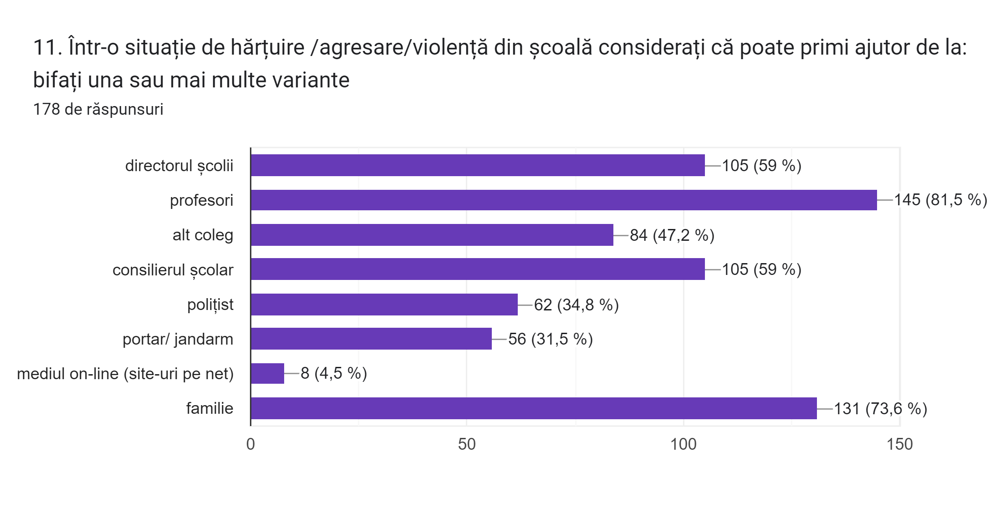 11. Într-o situație de hărțuire /agresare/violență din școală considerați că poate primi ajutor de la:
bifați una sau mai multe variante
178 de răspunsuri
directorul școlii 105 (59 %)
profesori 145 (81,5 %)
alt coleg 84 (47,2 %)
consilierul școlar 105 (59 %)
polițist 62 (34,8 %)
portar/ jandarm 56 (31,5 %)
mediul on-line (site-uri pe net) 8 (4,5 %)
familie 131 (73,6 %)
0 50 100 150